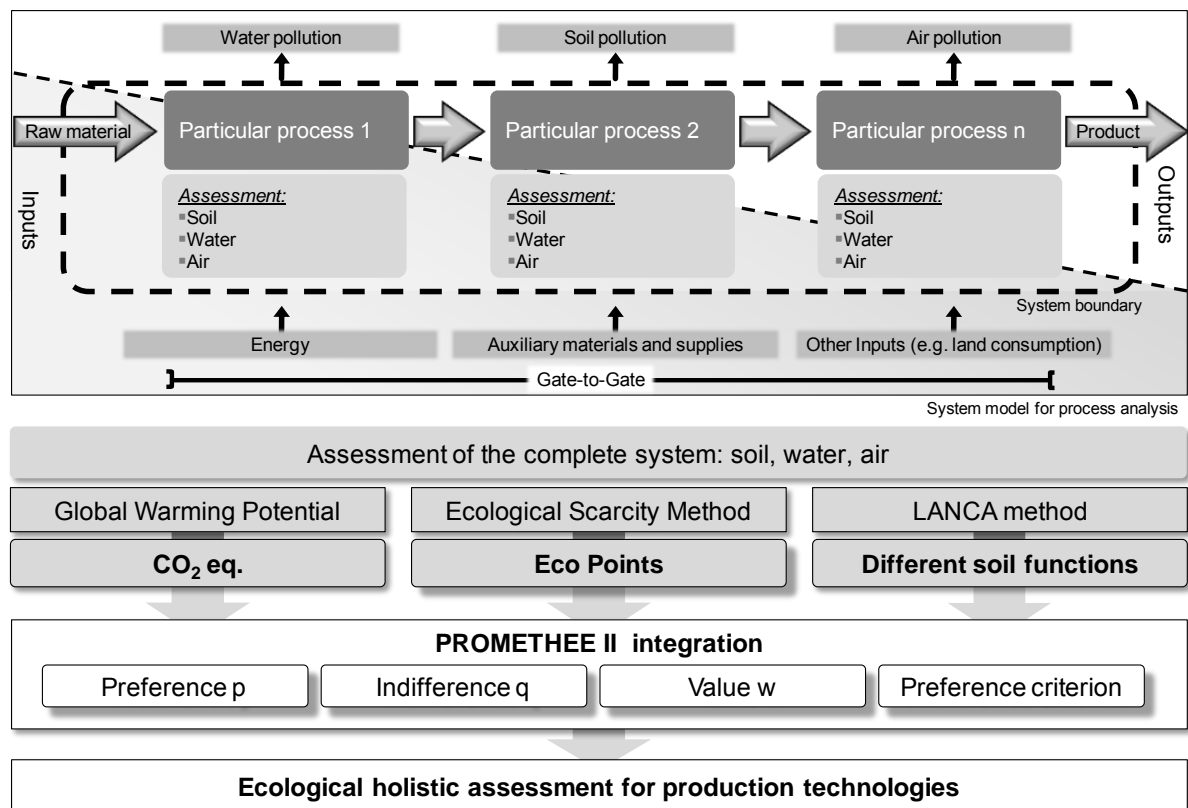 Water pollution
Soil pollution
Air pollution
Raw material
Particular process 1
Particular process 2
Particular process n
Product
Inputs
Outputs
Assessment:
▪Soil
▪Water
▪Air
Assessment:
▪Soil
▪Water
▪Air
Assessment:
▪Soil
▪Water
▪Air
System boundary
Energy
Auxiliary materials and supplies
Other Inputs (e.g. land consumption)
Gate-to-Gate
System model for process analysis
Assessment of the complete system: soil, water, air
Global Warming Potential
Ecological Scarcity Method
LANCA method
CO₂ eq.
Eco Points
Different soil functions
PROMETHEE II integration
Preference p
Indifference q
Value w
Preference criterion
Ecological holistic assessment for production technologies